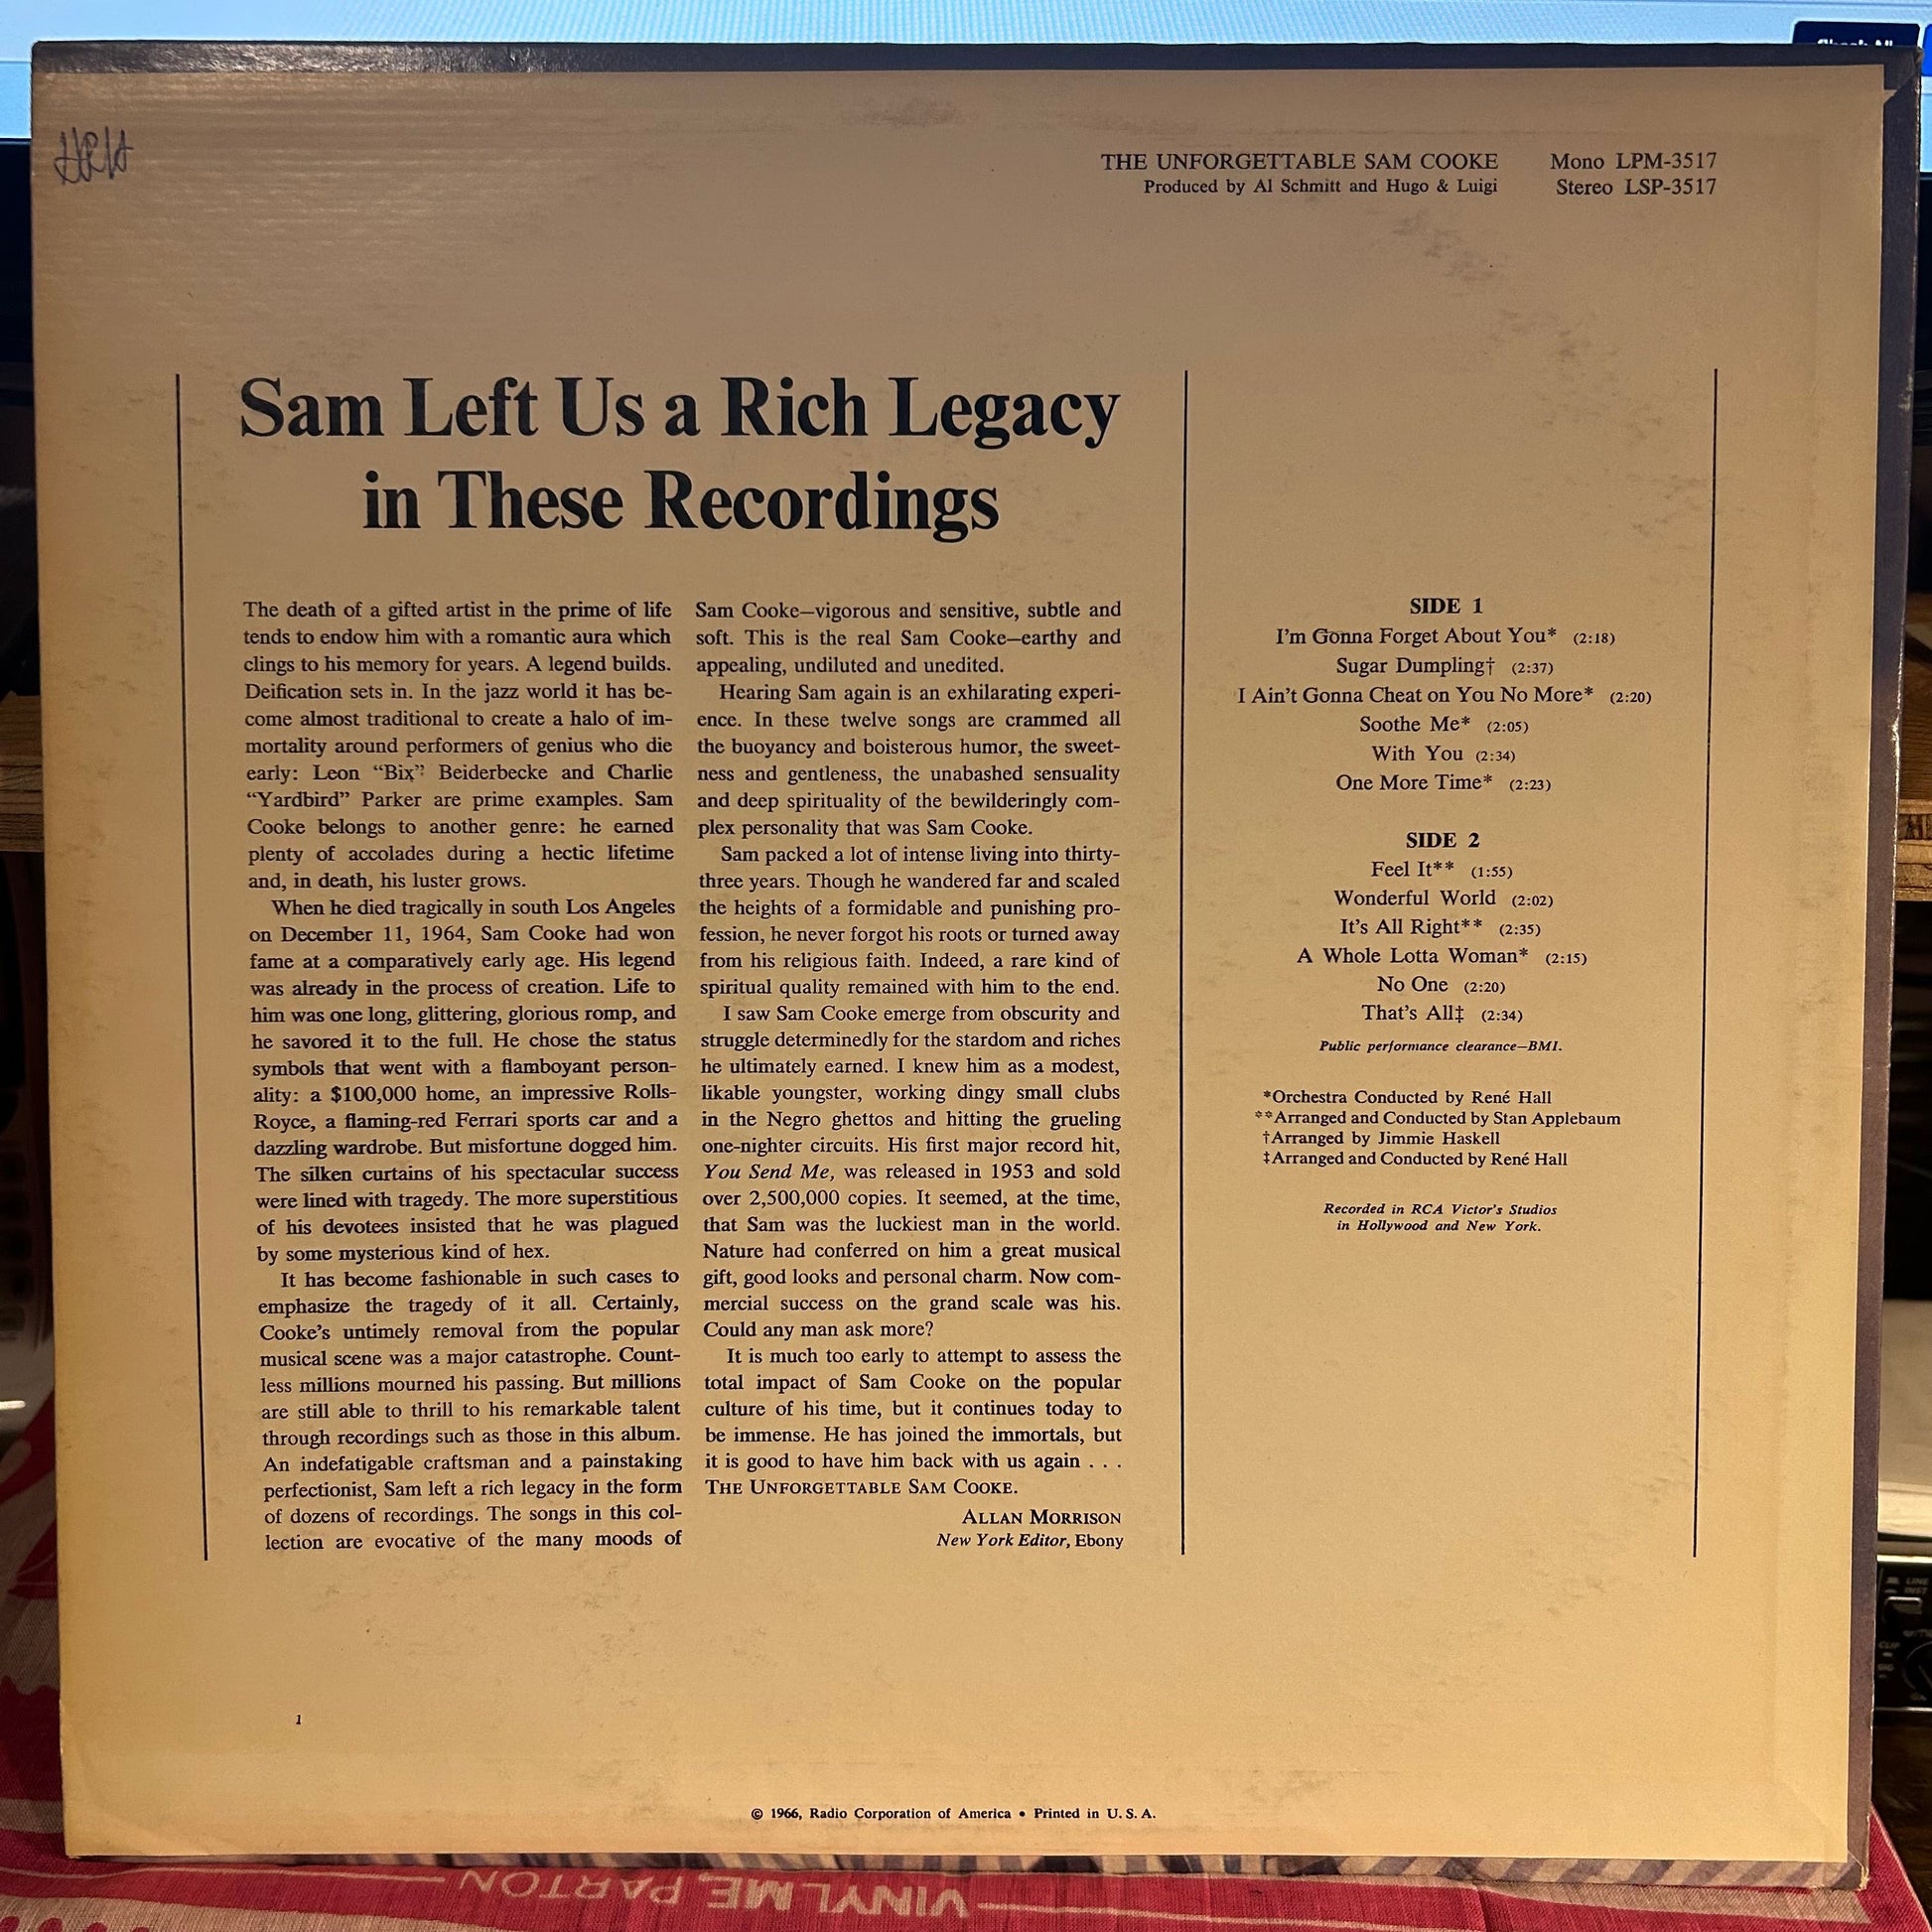 THE UNFORGETTABLE SAM COOKE Mono LPM-3517
Produced by Al Schmitt and Hugo & Luigi Stereo LSP-3517
Sam Left Us a Rich Legacy
in These Recordings
The death of a gifted artist in the prime of life
tends to endow him with a romantic aura which
clings to his memory for years. A legend builds.
Deification sets in. In the jazz world it has be-
come almost traditional to create a halo of im-
mortality around performers of genius who die
early: Leon “Bix” Beiderbecke and Charlie
“Yardbird” Parker are prime examples. Sam
Cooke belongs to another genre: he earned
plenty of accolades during a hectic lifetime
and, in death, his luster grows.
When he died tragically in south Los Angeles
on December 11, 1964, Sam Cooke had won
fame at a comparatively early age. His legend
was already in the process of creation. Life to
him was one long, glittering, glorious romp, and
he savored it to the full. He chose the status
symbols that went with a flamboyant person-
ality: a $100,000 home, an impressive Rolls-
Royce, a flaming-red Ferrari sports car and a
dazzling wardrobe. But misfortune dogged him.
The silken curtains of his spectacular success
were lined with tragedy. The more superstitious
of his devotees insisted that he was plagued
by some mysterious kind of hex.
It has become fashionable in such cases to
emphasize the tragedy of it all. Certainly,
Cooke’s untimely removal from the popular
musical scene was a major catastrophe. Count-
less millions mourned his passing. But millions
are still able to thrill to his remarkable talent
through recordings such as those in this album.
An indefatigable craftsman and a painstaking
perfectionist, Sam left a rich legacy in the form
of dozens of recordings. The songs in this col-
lection are evocative of the many moods of
Sam Cooke—vigorous and sensitive, subtle and
soft. This is the real Sam Cooke—earthy and
appealing, undiluted and unedited.
Hearing Sam again is an exhilarating experi-
ence. In these twelve songs are crammed all
the buoyancy and boisterous humor, the sweet-
ness and gentleness, the unabashed sensuality
and deep spirituality of the bewilderingly com-
plex personality that was Sam Cooke.
Sam packed a lot of intense living into thirty-
three years. Though he wandered far and scaled
the heights of a formidable and punishing pro-
fession, he never forgot his roots or turned away
from his religious faith. Indeed, a rare kind of
spiritual quality remained with him to the end.
I saw Sam Cooke emerge from obscurity and
struggle determinedly for the stardom and riches
he ultimately earned. I knew him as a modest,
likable youngster, working dingy small clubs
in the Negro ghettos and hitting the grueling
one-nighter circuits. His first major record hit,
You Send Me, was released in 1953 and sold
over 2,500,000 copies. It seemed, at the time,
that Sam was the luckiest man in the world.
Nature had conferred on him a great musical
gift, good looks and personal charm. Now com-
mercial success on the grand scale was his.
Could any man ask more?
It is much too early to attempt to assess the
total impact of Sam Cooke on the popular
culture of his time, but it continues today to
be immense. He has joined the immortals, but
it is good to have him back with us again . . .
THE UNFORGETTABLE SAM COOKE.
ALLAN MORRISON
New York Editor, Ebony
SIDE 1
I’m Gonna Forget About You* (2:18)
Sugar Dumpling† (2:37)
I Ain’t Gonna Cheat on You No More* (2:20)
Soothe Me* (2:05)
With You (2:34)
One More Time* (2:23)
SIDE 2
Feel It** (1:55)
Wonderful World (2:02)
It’s All Right** (2:35)
A Whole Lotta Woman* (2:15)
No One (2:20)
That’s All‡ (2:34)
Public performance clearance—BMI.
*Orchestra Conducted by René Hall
**Arranged and Conducted by Stan Applebaum
†Arranged by Jimmie Haskell
‡Arranged and Conducted by René Hall
Recorded in RCA Victor’s Studios
in Hollywood and New York.
1
© 1966, Radio Corporation of America • Printed in U. S. A.
VINYL ME, PARTON